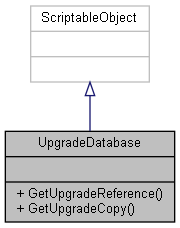 ScriptableObject
UpgradeDatabase
+ GetUpgradeReference()
+ GetUpgradeCopy()